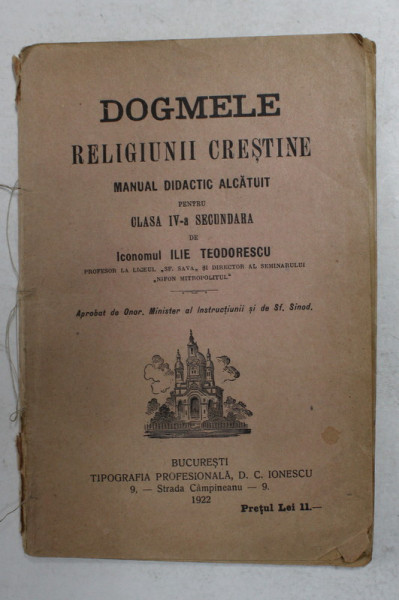 DOGMELE
RELIGIUNII CREȘTINE
MANUAL DIDACTIC ALCĂTUIT
PENTRU
CLASA IV-a SECUNDARA
DE
Iconomul ILIE TEODORESCU
PROFESOR LA LICEUL „SF. SAVA„ ȘI DIRECTOR AL SEMINARULUI
„NIFON MITROPOLITUL"
Aprobat de Onor. Minister al Instrucțiunii și de Sf. Sinod.
BUCUREȘTI
TIPOGRAFIA PROFESIONALĂ, D. C. IONESCU
9, — Strada Câmpineanu — 9.
1922
Prețul Lei 11.—